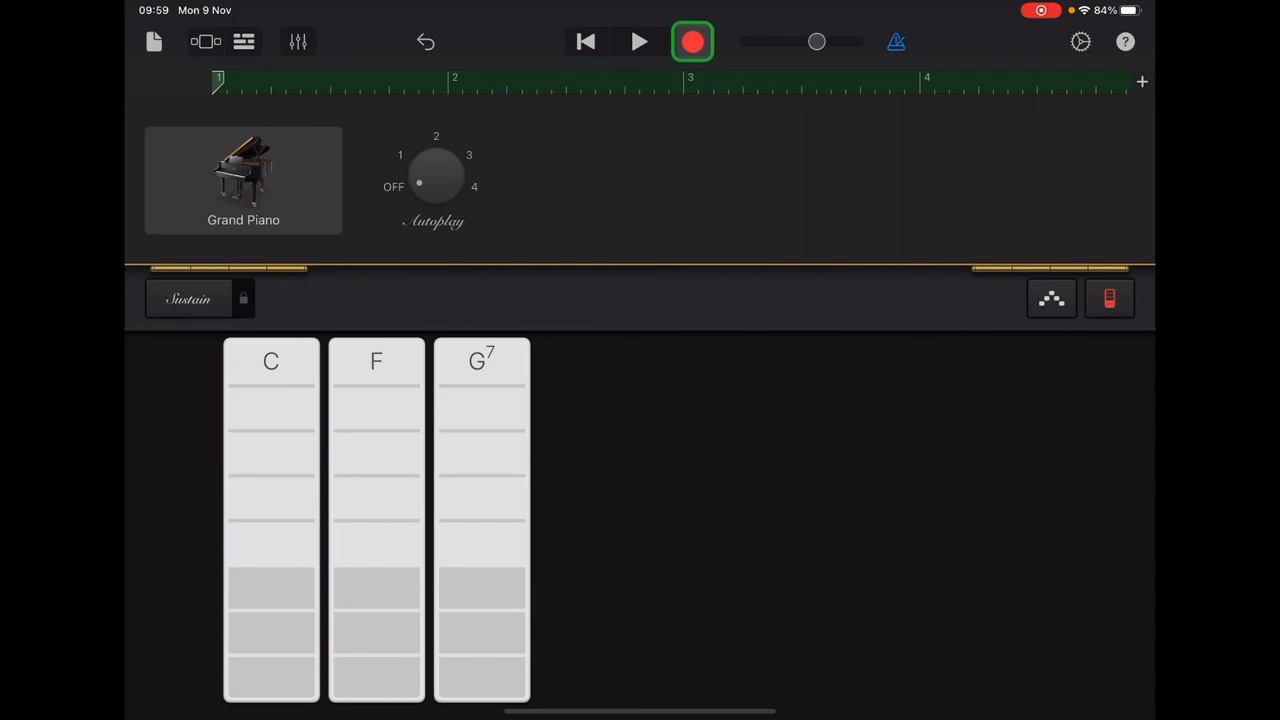 09:59 Mon 9 Nov
84%
?
1 2 3 4 +
Grand Piano
2
1 3
OFF 4
Autoplay
Sustain
C F G7